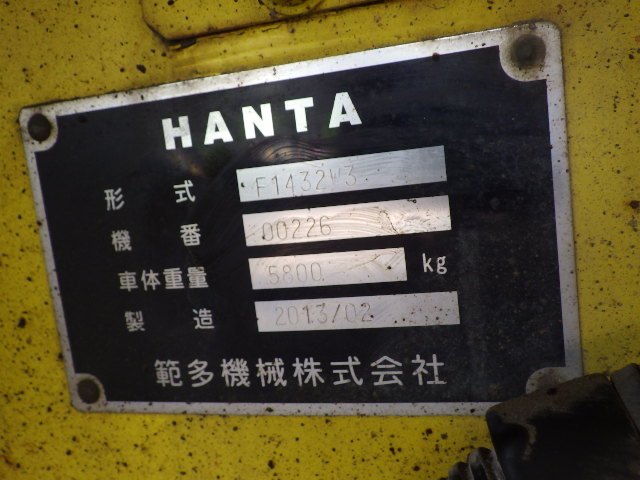 HANTA
形式 F1432W3
機番 00226
車体重量 5800 kg
製造 2013/02
範多機械株式会社